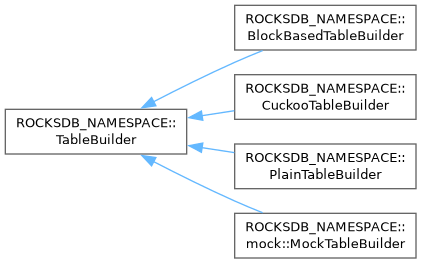 ROCKSDB_NAMESPACE::
BlockBasedTableBuilder
ROCKSDB_NAMESPACE::
CuckooTableBuilder
ROCKSDB_NAMESPACE::
TableBuilder
ROCKSDB_NAMESPACE::
PlainTableBuilder
ROCKSDB_NAMESPACE::
mock::MockTableBuilder